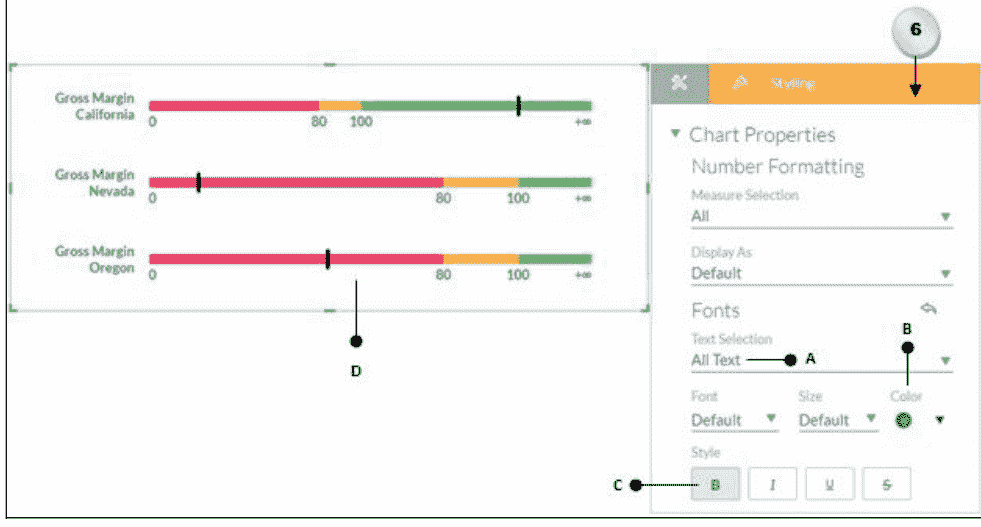 6
Styling
Gross Margin
California
0 80 100 +∞
Gross Margin
Nevada
0 80 100 +∞
Gross Margin
Oregon
0 80 100 +∞
D
Chart Properties
Number Formatting
Measure Selection
All
Display As
Default
Fonts
Text Selection
B
All Text A
Font Size Color
Default Default
Style
C B I U S